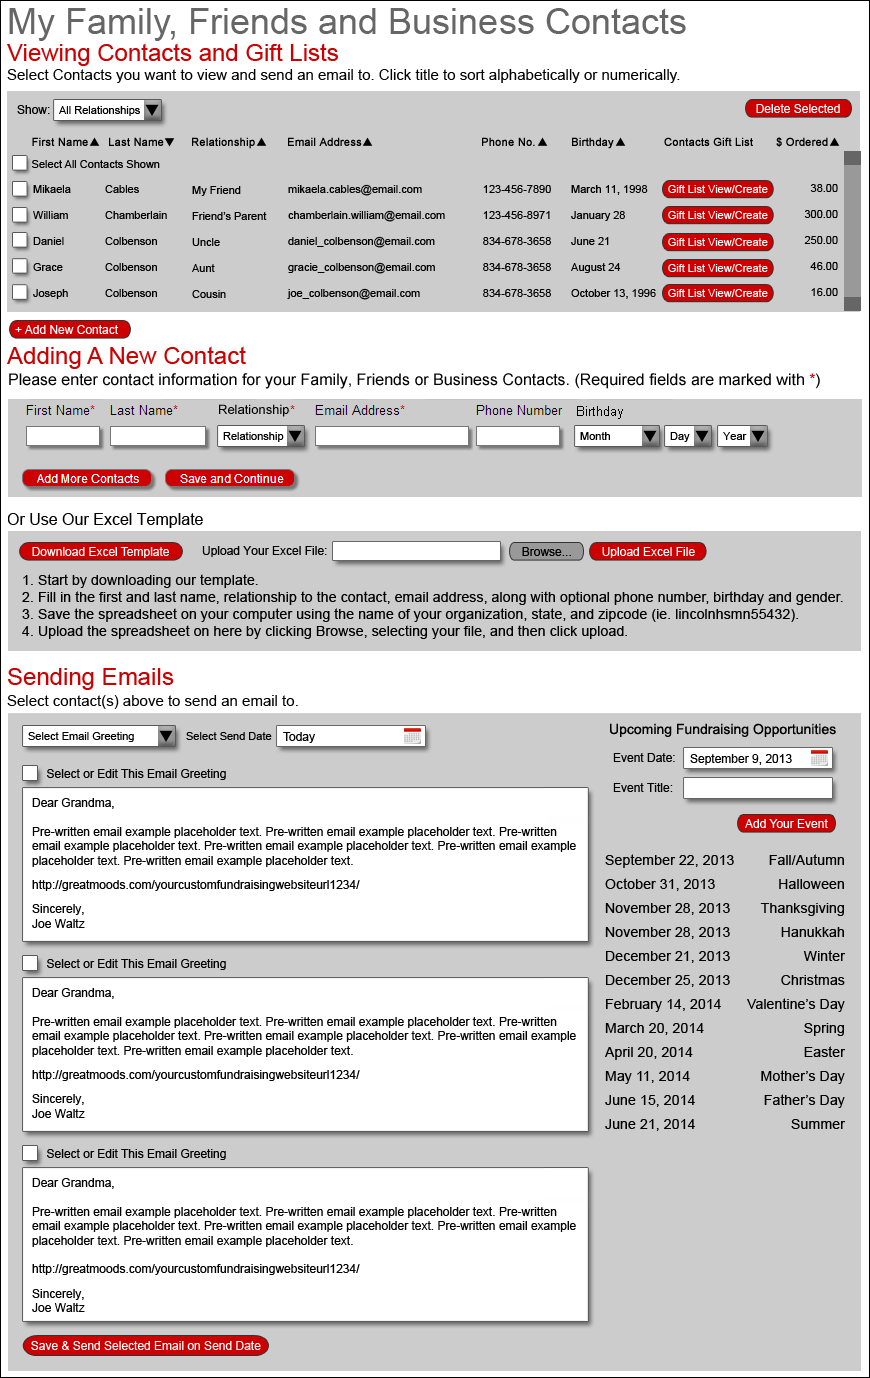 My Family, Friends and Business Contacts
Viewing Contacts and Gift Lists
Select Contacts you want to view and send an email to. Click title to sort alphabetically or numerically.
Show: All Relationships ▼ Delete Selected
First Name▲ Last Name▼ Relationship▲ Email Address▲ Phone No.▲ Birthday▲ Contacts Gift List $ Ordered▲
Select All Contacts Shown
Mikaela Cables My Friend mikaela.cables@email.com 123-456-7890 March 11, 1998 Gift List View/Create 38.00
William Chamberlain Friend's Parent chamberlain.william@email.com 123-456-8971 January 28 Gift List View/Create 300.00
Daniel Colbenson Uncle daniel_colbenson@email.com 834-678-3658 June 21 Gift List View/Create 250.00
Grace Colbenson Aunt gracie_colbenson@email.com 834-678-3658 August 24 Gift List View/Create 46.00
Joseph Colbenson Cousin joe_colbenson@email.com 834-678-3658 October 13, 1996 Gift List View/Create 16.00
+ Add New Contact
Adding A New Contact
Please enter contact information for your Family, Friends or Business Contacts. (Required fields are marked with *)
First Name* Last Name* Relationship* Email Address* Phone Number Birthday
Relationship ▼ Month ▼ Day ▼ Year ▼
Add More Contacts Save and Continue
Or Use Our Excel Template
Download Excel Template Upload Your Excel File: Browse... Upload Excel File
1. Start by downloading our template.
2. Fill in the first and last name, relationship to the contact, email address, along with optional phone number, birthday and gender.
3. Save the spreadsheet on your computer using the name of your organization, state, and zipcode (ie. lincolnhsmn55432).
4. Upload the spreadsheet on here by clicking Browse, selecting your file, and then click upload.
Sending Emails
Select contact(s) above to send an email to.
Select Email Greeting ▼ Select Send Date Today
Select or Edit This Email Greeting
Dear Grandma,
Pre-written email example placeholder text. Pre-written email example placeholder text. Pre-written
email example placeholder text. Pre-written email example placeholder text. Pre-written email example
placeholder text. Pre-written email example placeholder text.
http://greatmoods.com/yourcustomfundraisingwebsiteurl1234/
Sincerely,
Joe Waltz
Select or Edit This Email Greeting
Dear Grandma,
Pre-written email example placeholder text. Pre-written email example placeholder text. Pre-written
email example placeholder text. Pre-written email example placeholder text. Pre-written email example
placeholder text. Pre-written email example placeholder text.
http://greatmoods.com/yourcustomfundraisingwebsiteurl1234/
Sincerely,
Joe Waltz
Select or Edit This Email Greeting
Dear Grandma,
Pre-written email example placeholder text. Pre-written email example placeholder text. Pre-written
email example placeholder text. Pre-written email example placeholder text. Pre-written email example
placeholder text. Pre-written email example placeholder text.
http://greatmoods.com/yourcustomfundraisingwebsiteurl1234/
Sincerely,
Joe Waltz
Save & Send Selected Email on Send Date
Upcoming Fundraising Opportunities
Event Date: September 9, 2013
Event Title:
Add Your Event
September 22, 2013 Fall/Autumn
October 31, 2013 Halloween
November 28, 2013 Thanksgiving
November 28, 2013 Hanukkah
December 21, 2013 Winter
December 25, 2013 Christmas
February 14, 2014 Valentine's Day
March 20, 2014 Spring
April 20, 2014 Easter
May 11, 2014 Mother's Day
June 15, 2014 Father's Day
June 21, 2014 Summer